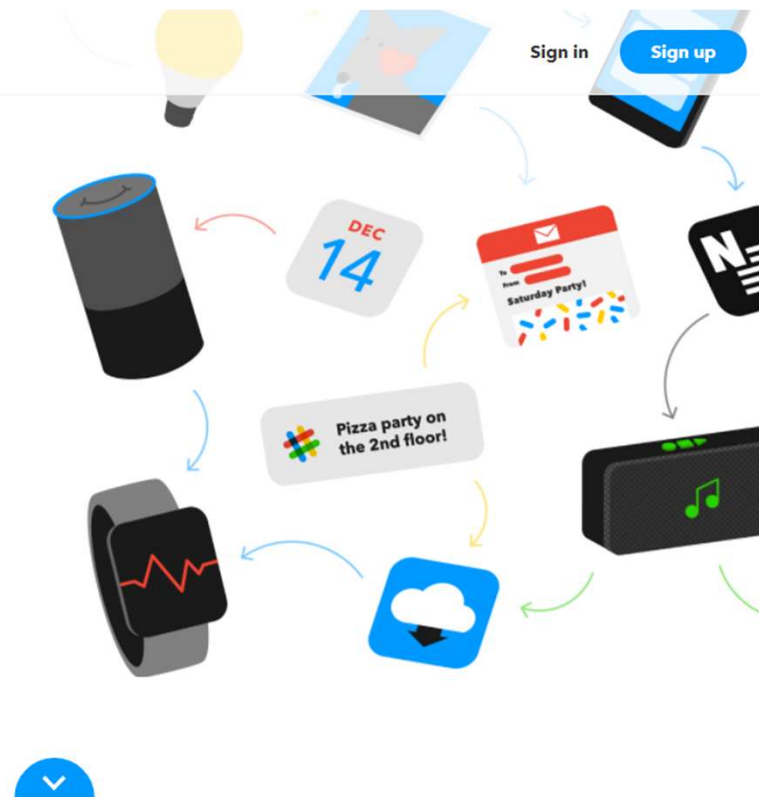 Sign in
Sign up
DEC
14
To
From
Saturday Party!
N
Pizza party on
the 2nd floor!